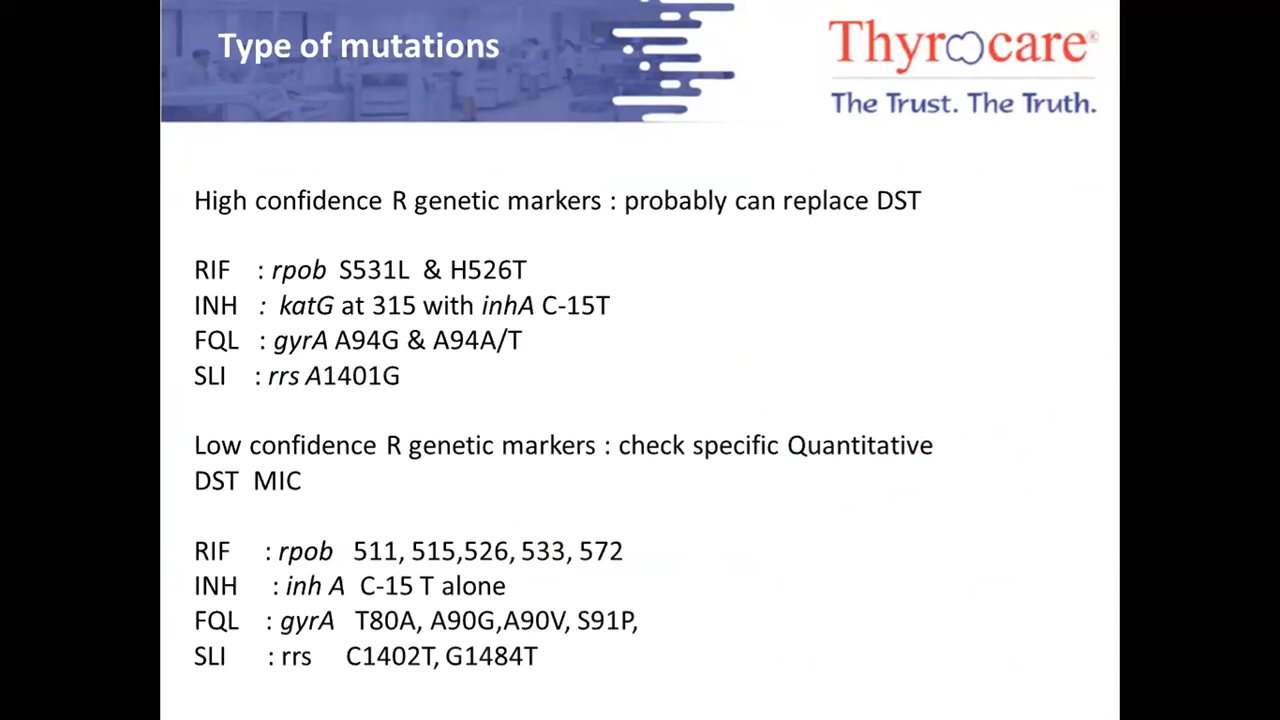 Type of mutations
Thyrocare®
The Trust. The Truth.
High confidence R genetic markers : probably can replace DST
RIF : rpob S531L & H526T
INH : katG at 315 with inhA C-15T
FQL : gyrA A94G & A94A/T
SLI : rrs A1401G
Low confidence R genetic markers : check specific Quantitative
DST MIC
RIF : rpob 511, 515,526, 533, 572
INH : inh A C-15 T alone
FQL : gyrA T80A, A90G,A90V, S91P,
SLI : rrs C1402T, G1484T